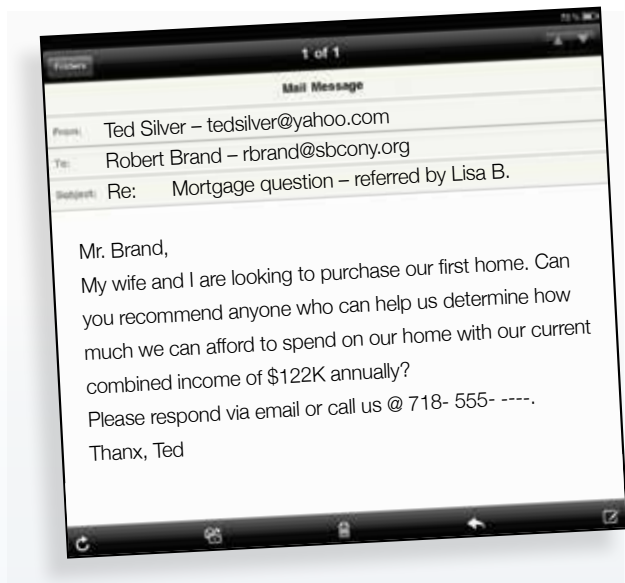 72%
Folders
1 of 1
Mail Message
From: Ted Silver – tedsilver@yahoo.com
To: Robert Brand – rbrand@sbcony.org
Subject: Re: Mortgage question – referred by Lisa B.
Mr. Brand,
My wife and I are looking to purchase our first home. Can
you recommend anyone who can help us determine how
much we can afford to spend on our home with our current
combined income of $122K annually?
Please respond via email or call us @ 718- 555- ----.
Thanx, Ted